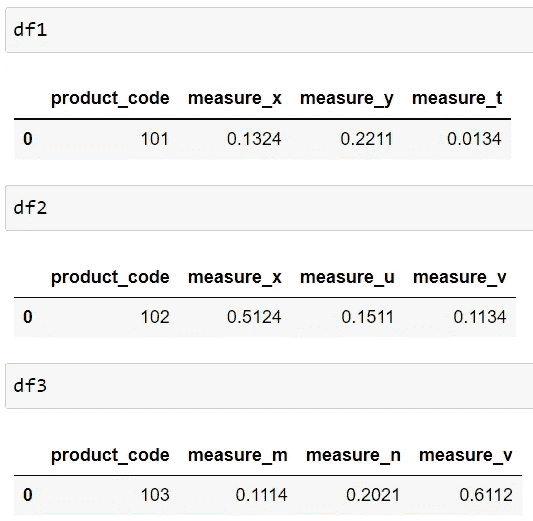 df1
product_code measure_x measure_y measure_t
0 101 0.1324 0.2211 0.0134
df2
product_code measure_x measure_u measure_v
0 102 0.5124 0.1511 0.1134
df3
product_code measure_m measure_n measure_v
0 103 0.1114 0.2021 0.6112